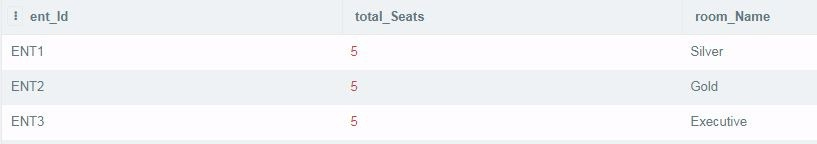 ent_Id total_Seats room_Name
ENT1 5 Silver
ENT2 5 Gold
ENT3 5 Executive